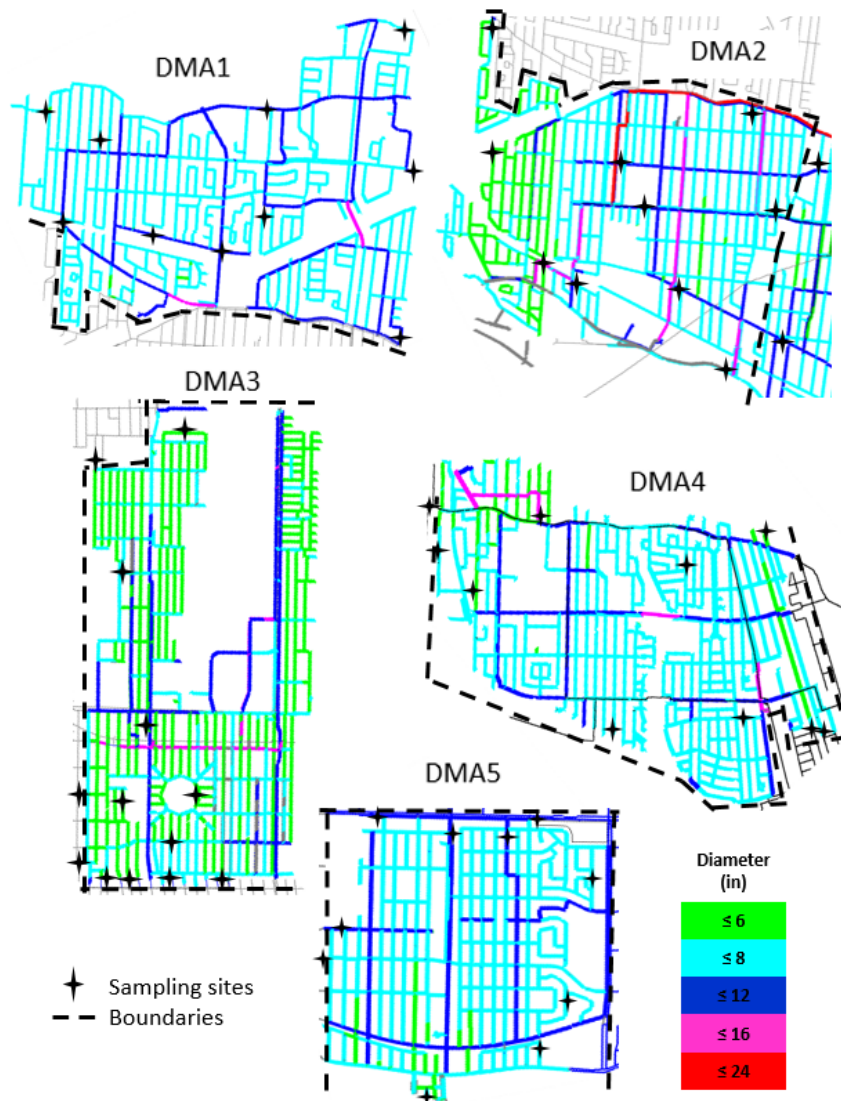 DMA1
DMA2
DMA3
DMA4
DMA5
Diameter
(in)
≤ 6
≤ 8
≤ 12
≤ 16
≤ 24
Sampling sites
Boundaries